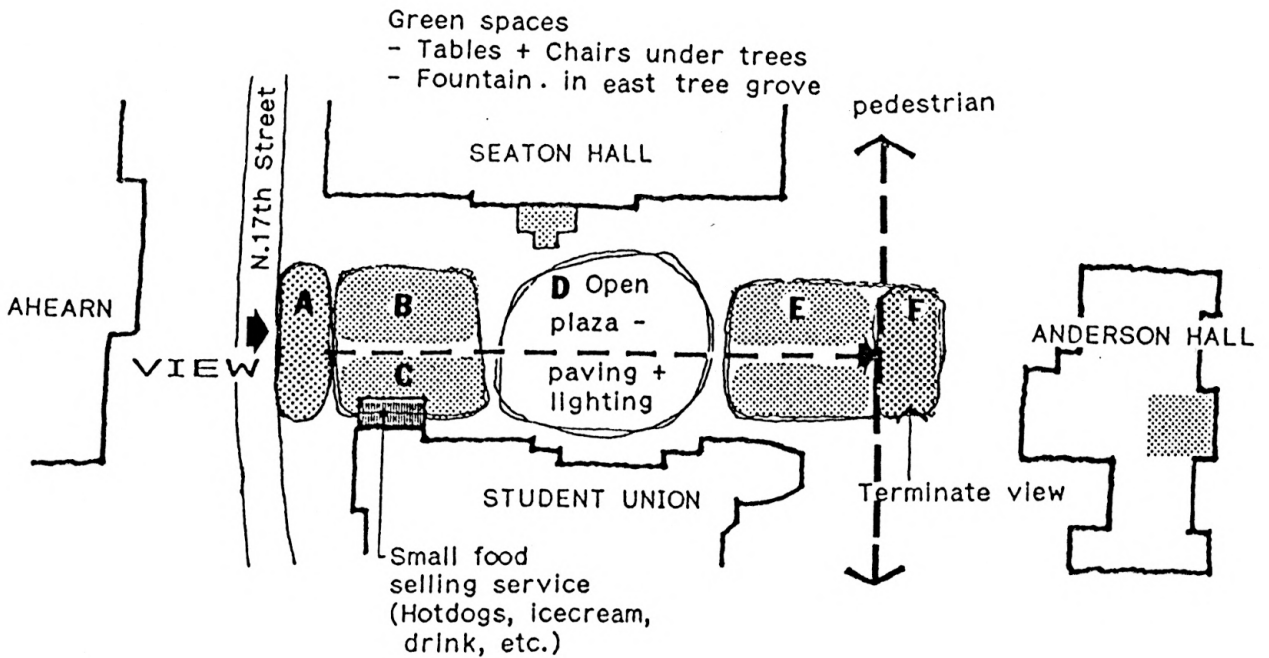 Green spaces
- Tables + Chairs under trees
- Fountain. in east tree grove
pedestrian
N.17th Street
SEATON HALL
A
B
D Open
plaza -
paving +
lighting
E
F
AHEARN
VIEW
C
ANDERSON HALL
STUDENT UNION
Terminate view
Small food
selling service
(Hotdogs, icecream,
drink, etc.)